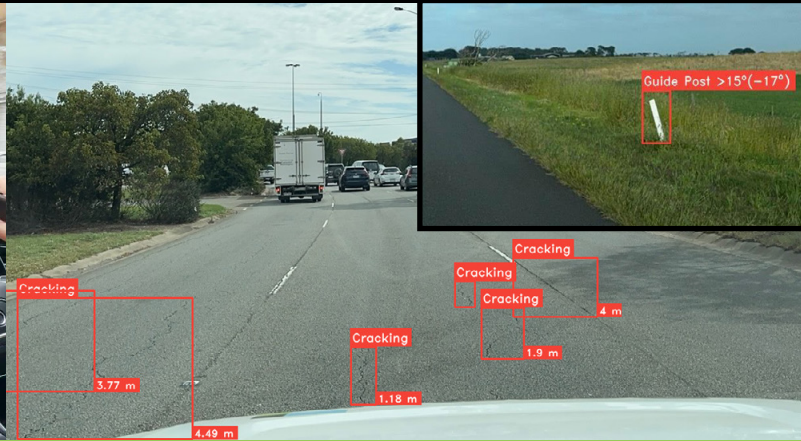 Guide Post >15°(-17°)
Cracking
Cracking
Cracking
4 m
Cracking
1.9 m
Cracking
3.77 m
1.18 m
4.49 m